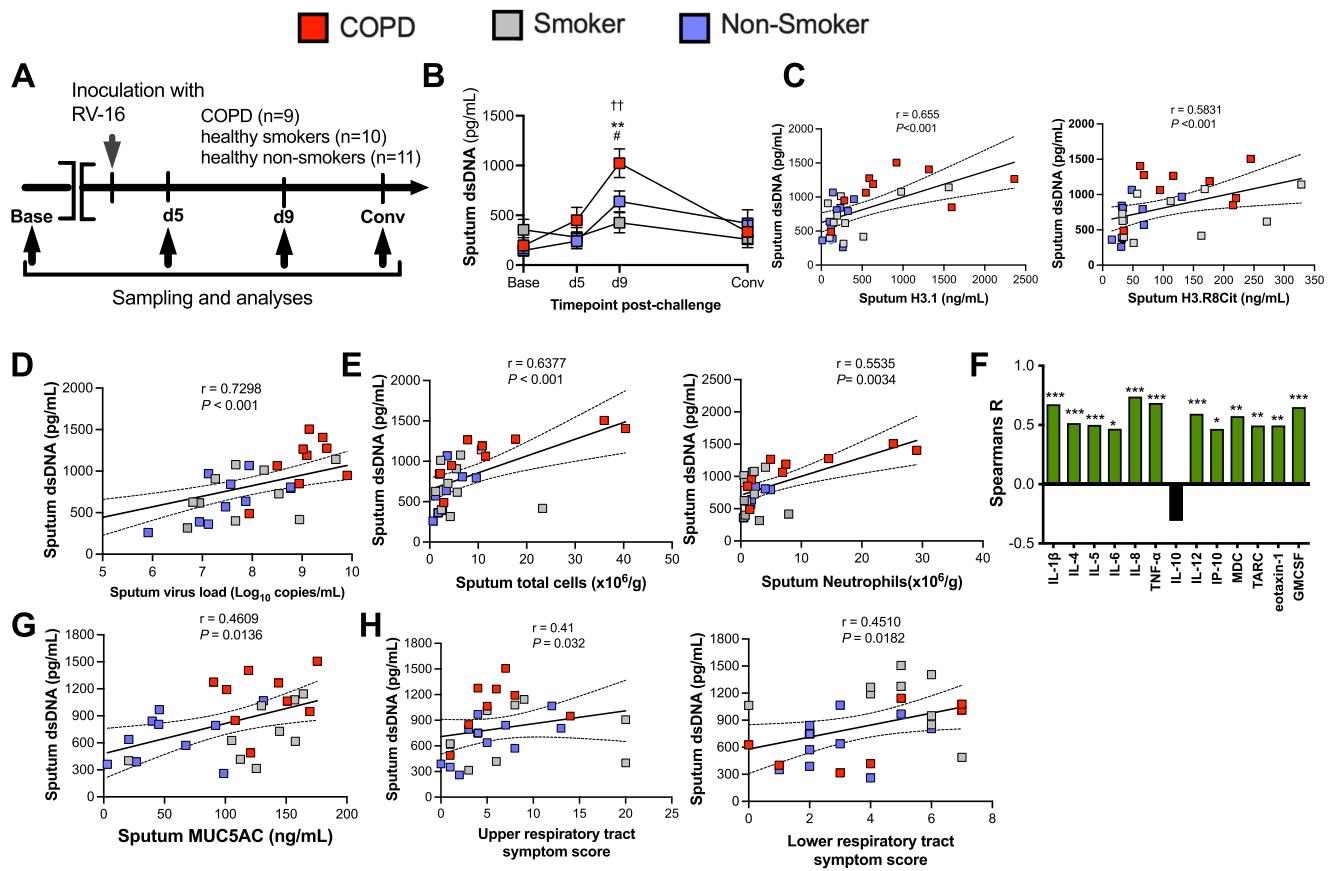 COPD Smoker Non-Smoker
A
Inoculation with
RV-16
COPD (n=9)
healthy smokers (n=10)
healthy non-smokers (n=11)
Base d5 d9 Conv
Sampling and analyses
B
Sputum dsDNA (pg/mL)
1500
1000
500
0
††
**
#
Base d5 d9 Conv
Timepoint post-challenge
C
Sputum dsDNA (pg/mL)
r = 0.655
P<0.001
2000
1500
1000
500
0
0 500 1000 1500 2000 2500
Sputum H3.1 (ng/mL)
Sputum dsDNA (pg/mL)
r = 0.5831
P <0.001
2000
1500
1000
500
0
0 50 100 150 200 250 300 350
Sputum H3.R8Cit (ng/mL)
D
Sputum dsDNA (pg/mL)
r = 0.7298
P < 0.001
2000
1500
1000
500
0
5 6 7 8 9 10
Sputum virus load (Log10 copies/mL)
E
Sputum dsDNA (pg/mL)
r = 0.6377
P < 0.001
2000
1500
1000
500
0
0 10 20 30 40 50
Sputum total cells (x10⁶/g)
Sputum dsDNA (pg/mL)
r = 0.5535
P= 0.0034
2500
2000
1500
1000
500
0
0 10 20 30 40
Sputum Neutrophils(x10⁶/g)
F
Spearmans R
1.0
0.5
0.0
-0.5
*** *** *** * *** *** *** * ** ** ** ***
IL-1β IL-4 IL-5 IL-6 IL-8 TNF-α IL-10 IL-12 IP-10 MDC TARC eotaxin-1 GMCSF
G
Sputum dsDNA (pg/mL)
r = 0.4609
P = 0.0136
1800
1500
1200
900
600
300
0
0 50 100 150 200
Sputum MUC5AC (ng/mL)
H
Sputum dsDNA (pg/mL)
r = 0.41
P = 0.032
1800
1500
1200
900
600
300
0
0 5 10 15 20 25
Upper respiratory tract
symptom score
Sputum dsDNA (pg/mL)
r = 0.4510
P = 0.0182
1800
1500
1200
900
600
300
0
0 2 4 6 8
Lower respiratory tract
symptom score